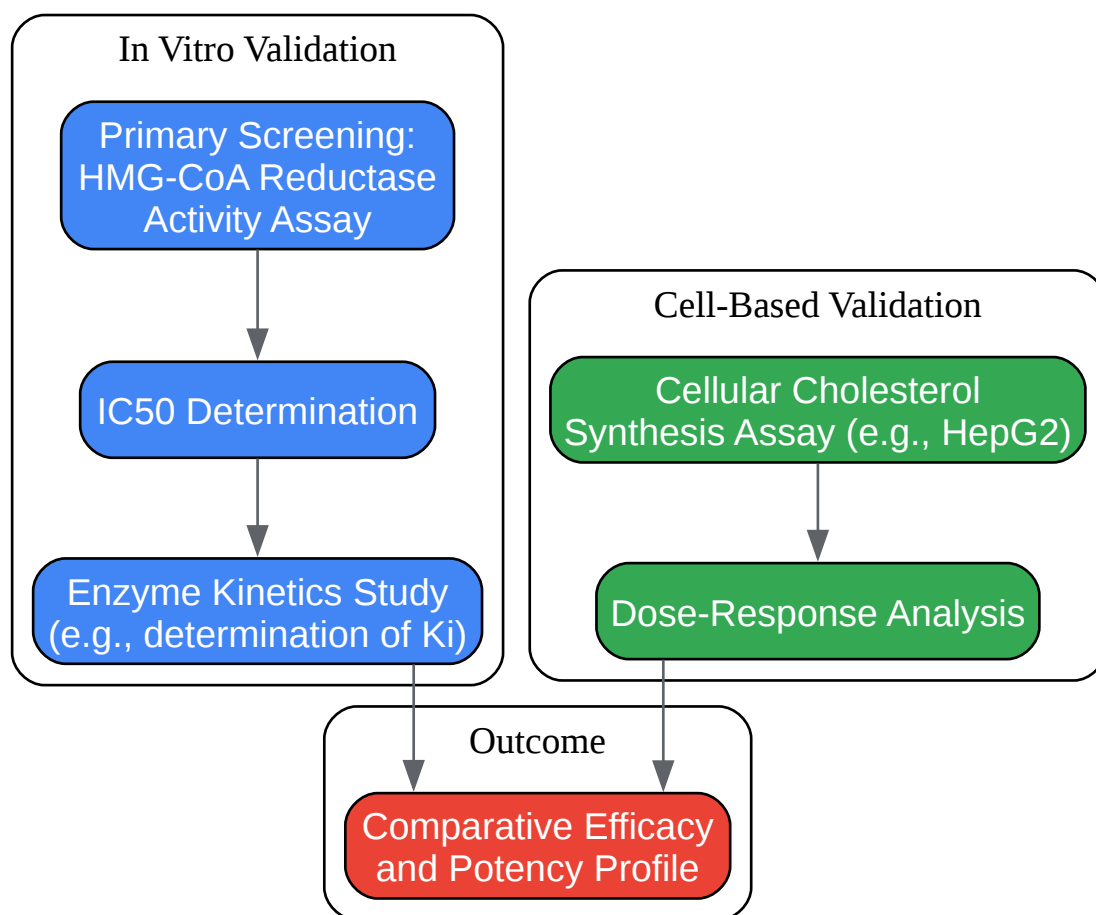 In Vitro Validation
Primary Screening:
HMG-CoA Reductase
Activity Assay
IC50 Determination
Enzyme Kinetics Study
(e.g., determination of Ki)
Cell-Based Validation
Cellular Cholesterol
Synthesis Assay (e.g., HepG2)
Dose-Response Analysis
Outcome
Comparative Efficacy
and Potency Profile